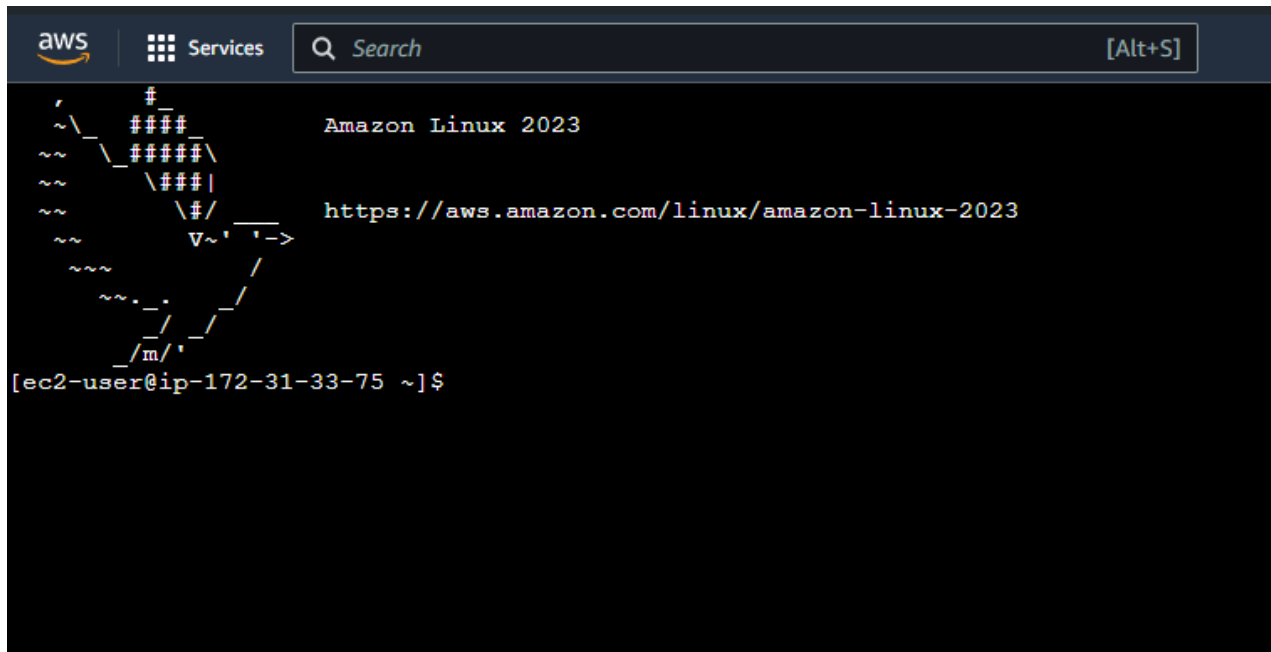 aws Services Search [Alt+S]
   ,     #_
   ~\_  ####_        Amazon Linux 2023
  ~~  \_#####\
  ~~     \###|
  ~~       \#/ ___   https://aws.amazon.com/linux/amazon-linux-2023
   ~~       V~' '->
    ~~~         /
      ~~._.   _/
         _/ _/
       _/m/'
[ec2-user@ip-172-31-33-75 ~]$